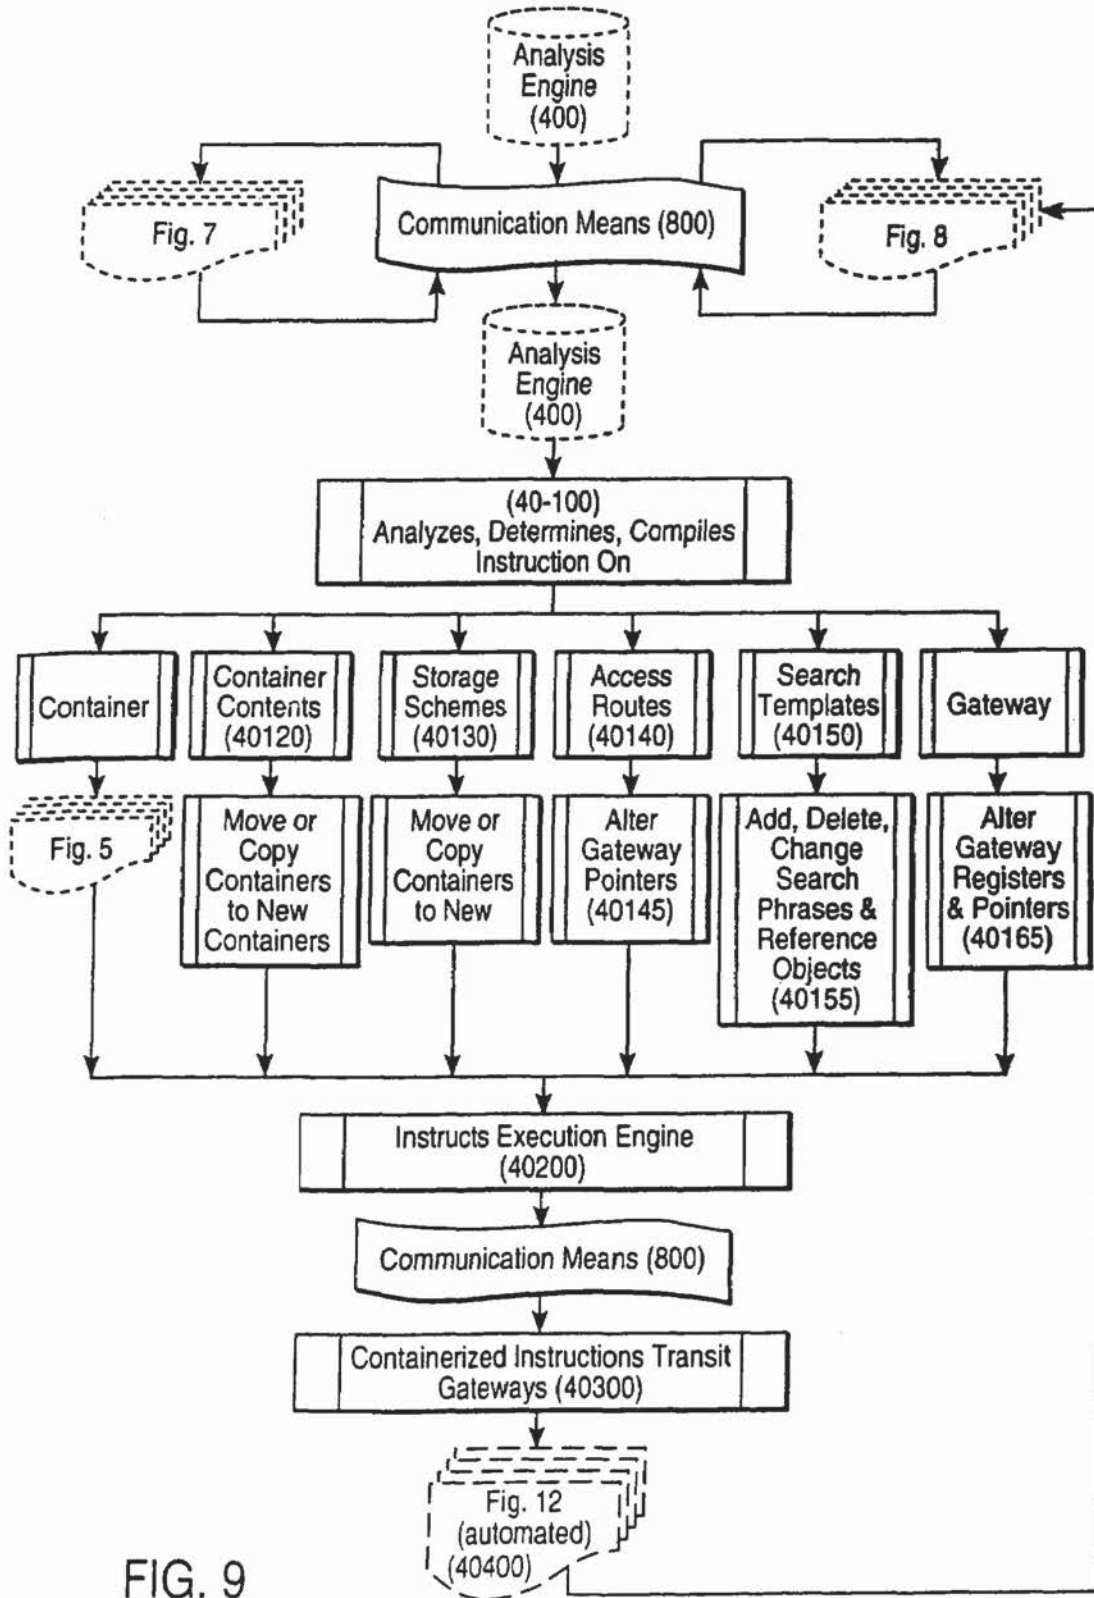 Analysis
Engine
(400)
Fig. 7
Communication Means (800)
Fig. 8
Analysis
Engine
(400)
(40-100)
Analyzes, Determines, Compiles
Instruction On
Container
Container
Contents
(40120)
Storage
Schemes
(40130)
Access
Routes
(40140)
Search
Templates
(40150)
Gateway
Fig. 5
Move or
Copy
Containers
to New
Containers
Move or
Copy
Containers
to New
Alter
Gateway
Pointers
(40145)
Add, Delete,
Change
Search
Phrases &
Reference
Objects
(40155)
Alter
Gateway
Registers
& Pointers
(40165)
Instructs Execution Engine
(40200)
Communication Means (800)
Containerized Instructions Transit
Gateways (40300)
Fig. 12
(automated)
(40400)
FIG. 9